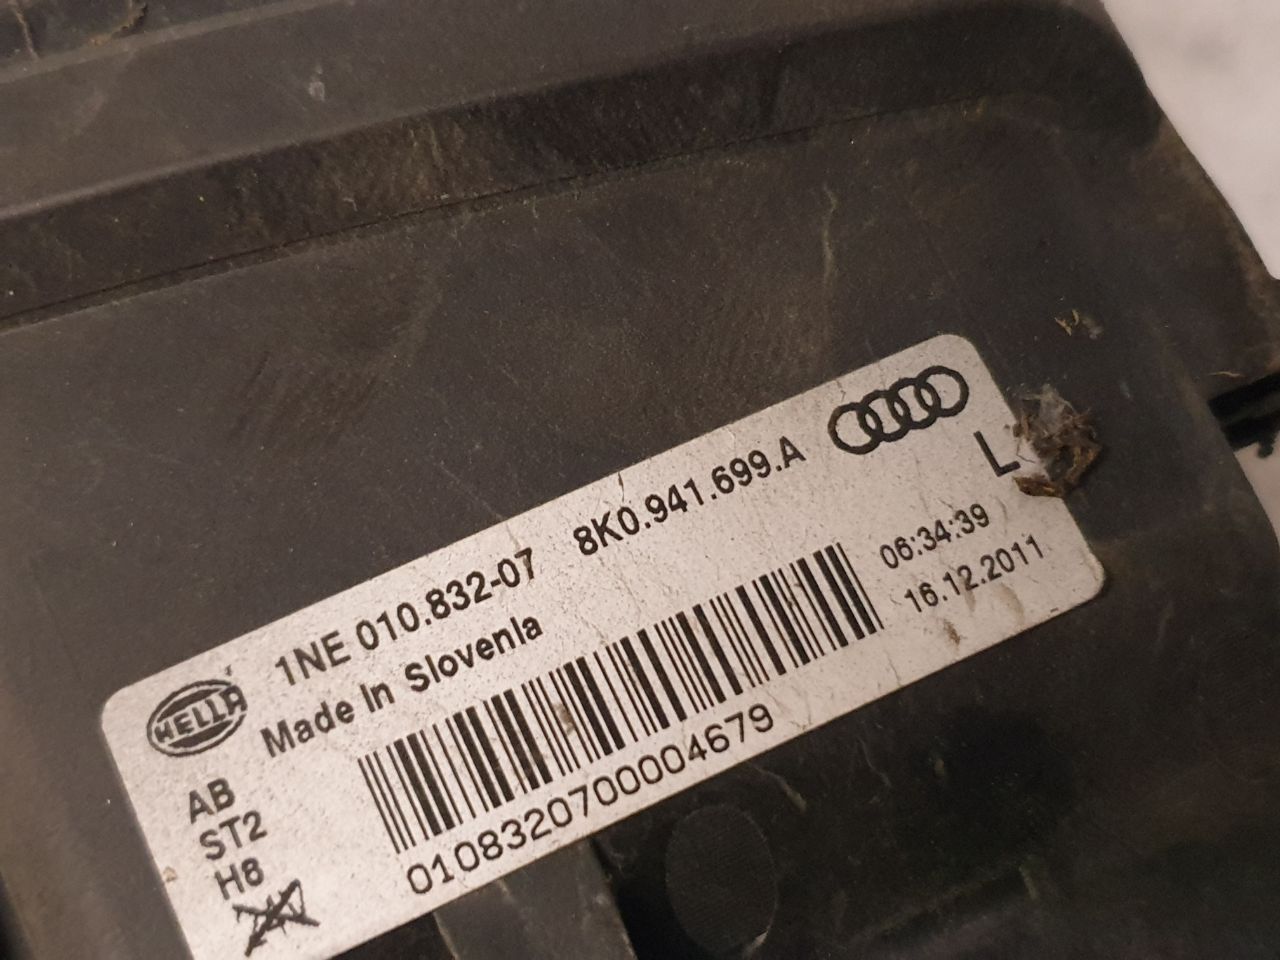 1NE 010.832-07 8K0.941.699.A
Made In Slovenia
L
HELLA
06:34:39
16.12.2011
AB
ST2
H8
010832070004679